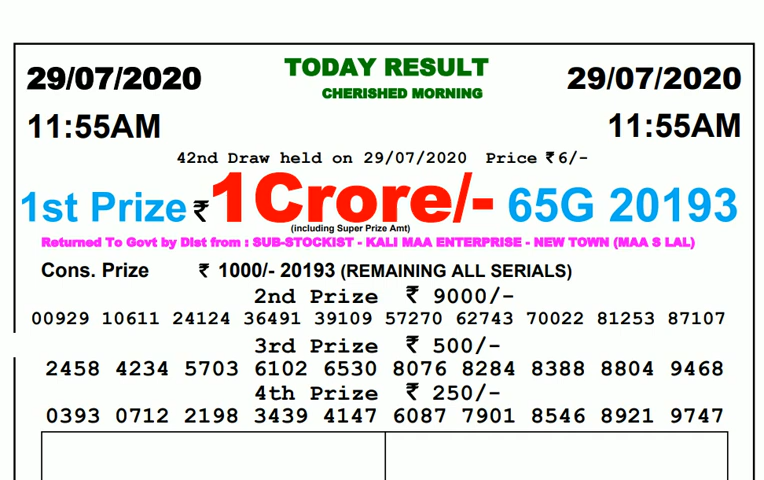 TODAY RESULT
29/07/2020 29/07/2020
CHERISHED MORNING
11:55AM 11:55AM
42nd Draw held on 29/07/2020 Price ₹6/-
1st Prize ₹1Crore/- 65G 20193
(including Super Prize Amt)
Returned To Govt by Dist from : SUB-STOCKIST - KALI MAA ENTERPRISE - NEW TOWN (MAA S LAL)
Cons. Prize ₹ 1000/- 20193 (REMAINING ALL SERIALS)
2nd Prize ₹ 9000/-
00929 10611 24124 36491 39109 57270 62743 70022 81253 87107
3rd Prize ₹ 500/-
2458 4234 5703 6102 6530 8076 8284 8388 8804 9468
4th Prize ₹ 250/-
0393 0712 2198 3439 4147 6087 7901 8546 8921 9747